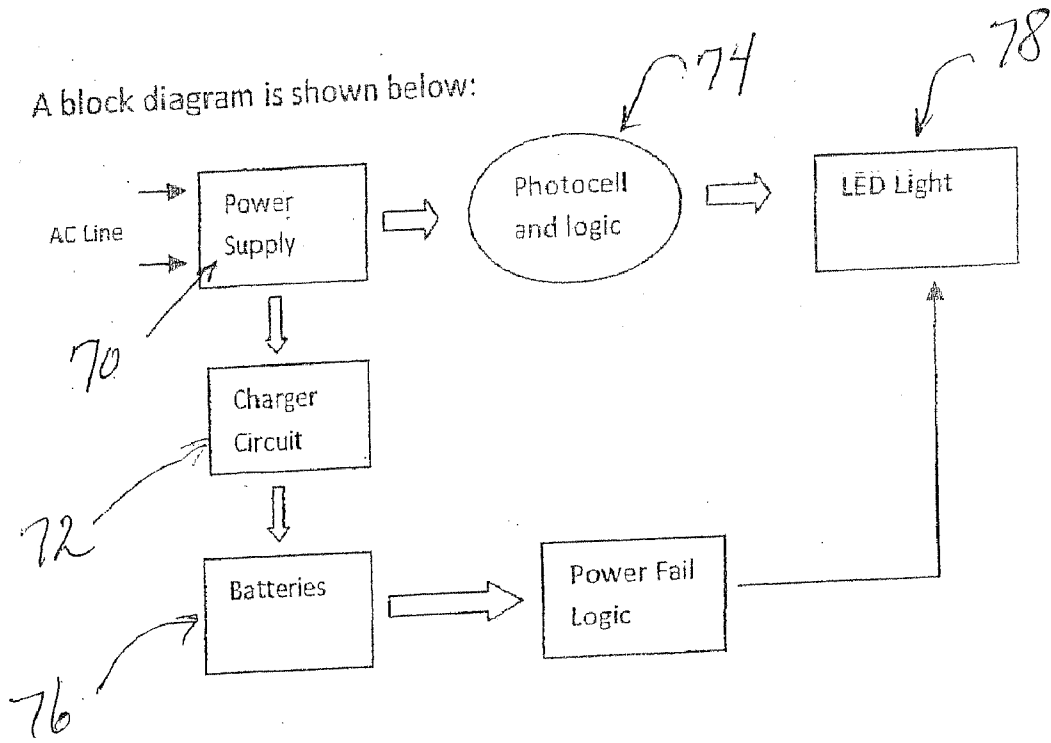 A block diagram is shown below:
74
78
AC Line
Power
Supply
Photocell
and logic
LED Light
70
Charger
Circuit
72
Batteries
Power Fail
Logic
76